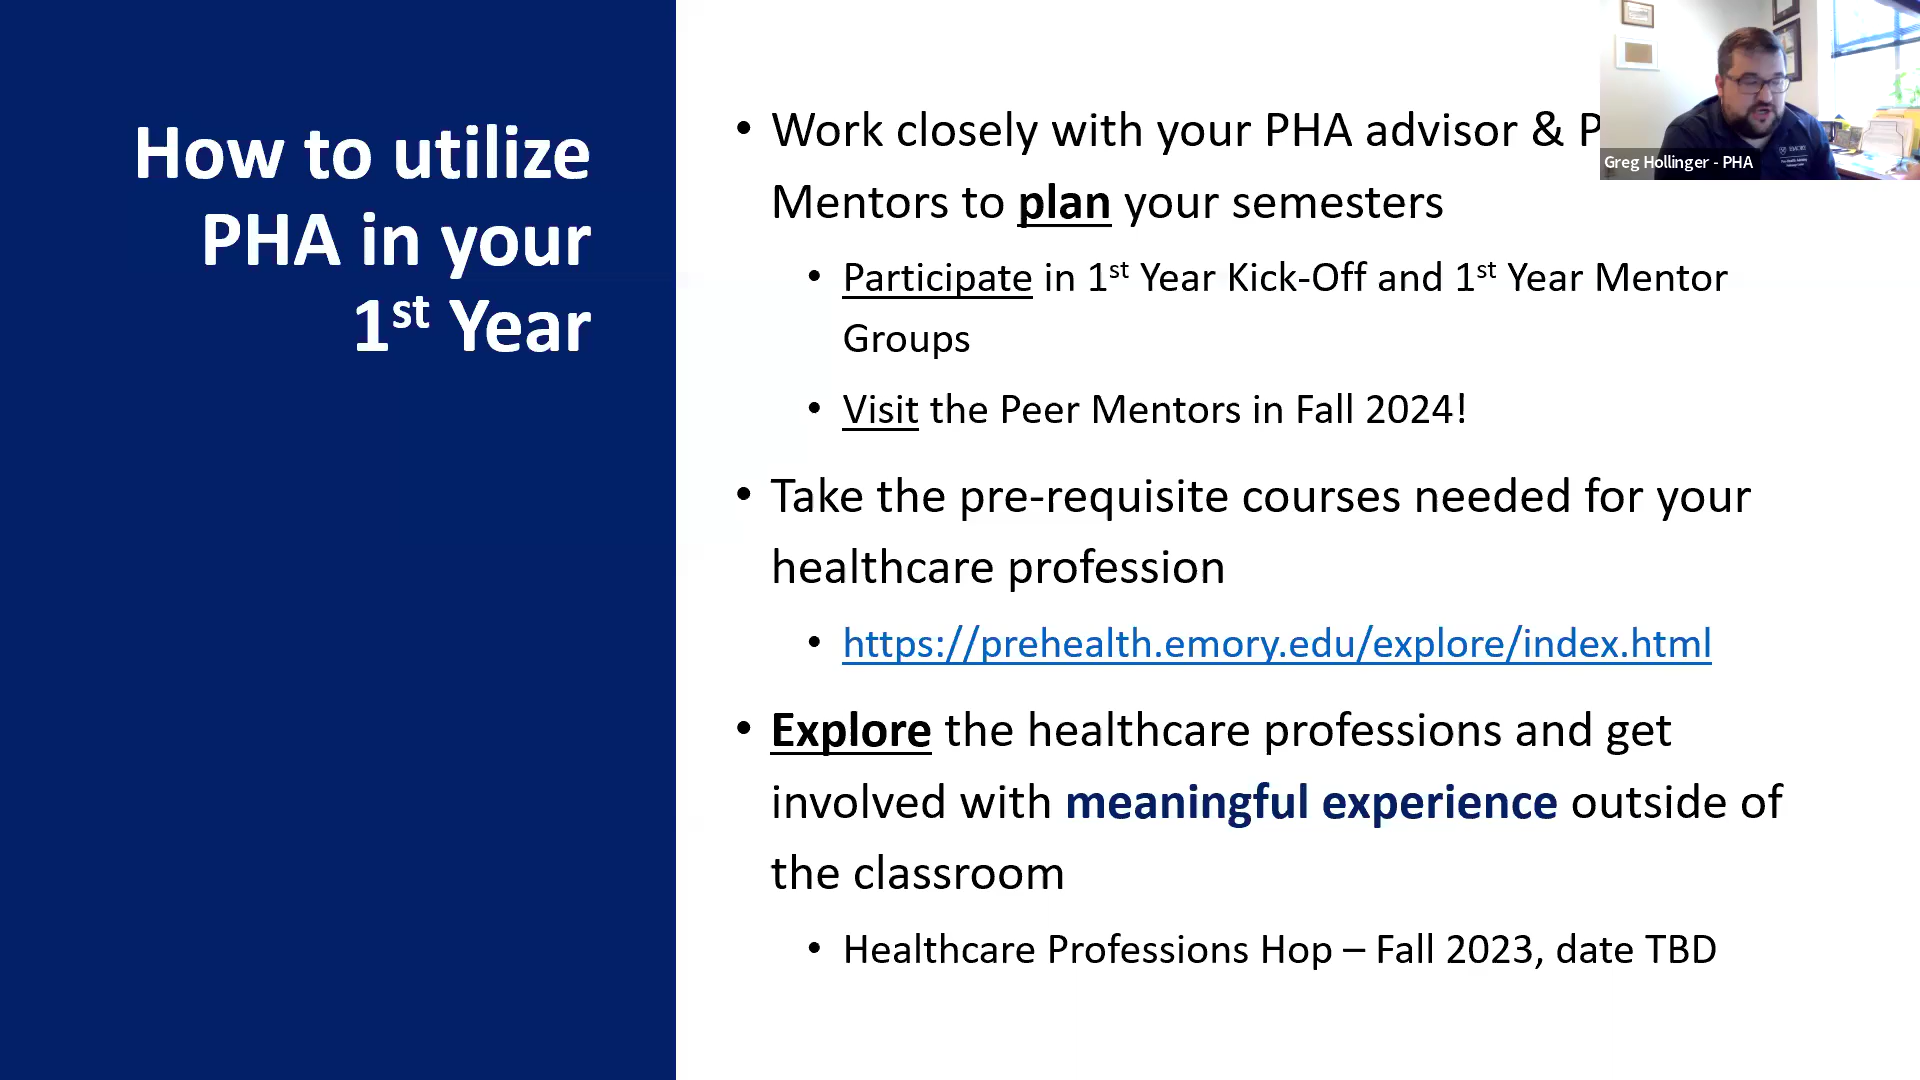 How to utilize
PHA in your
1st Year
• Work closely with your PHA advisor &
Mentors to plan your semesters
• Participate in 1st Year Kick-Off and 1st Year Mentor
Groups
• Visit the Peer Mentors in Fall 2024!
• Take the pre-requisite courses needed for your
healthcare profession
• https://prehealth.emory.edu/explore/index.html
• Explore the healthcare professions and get
involved with meaningful experience outside of
the classroom
• Healthcare Professions Hop – Fall 2023, date TBD
Greg Hollinger - PHA
EMORY